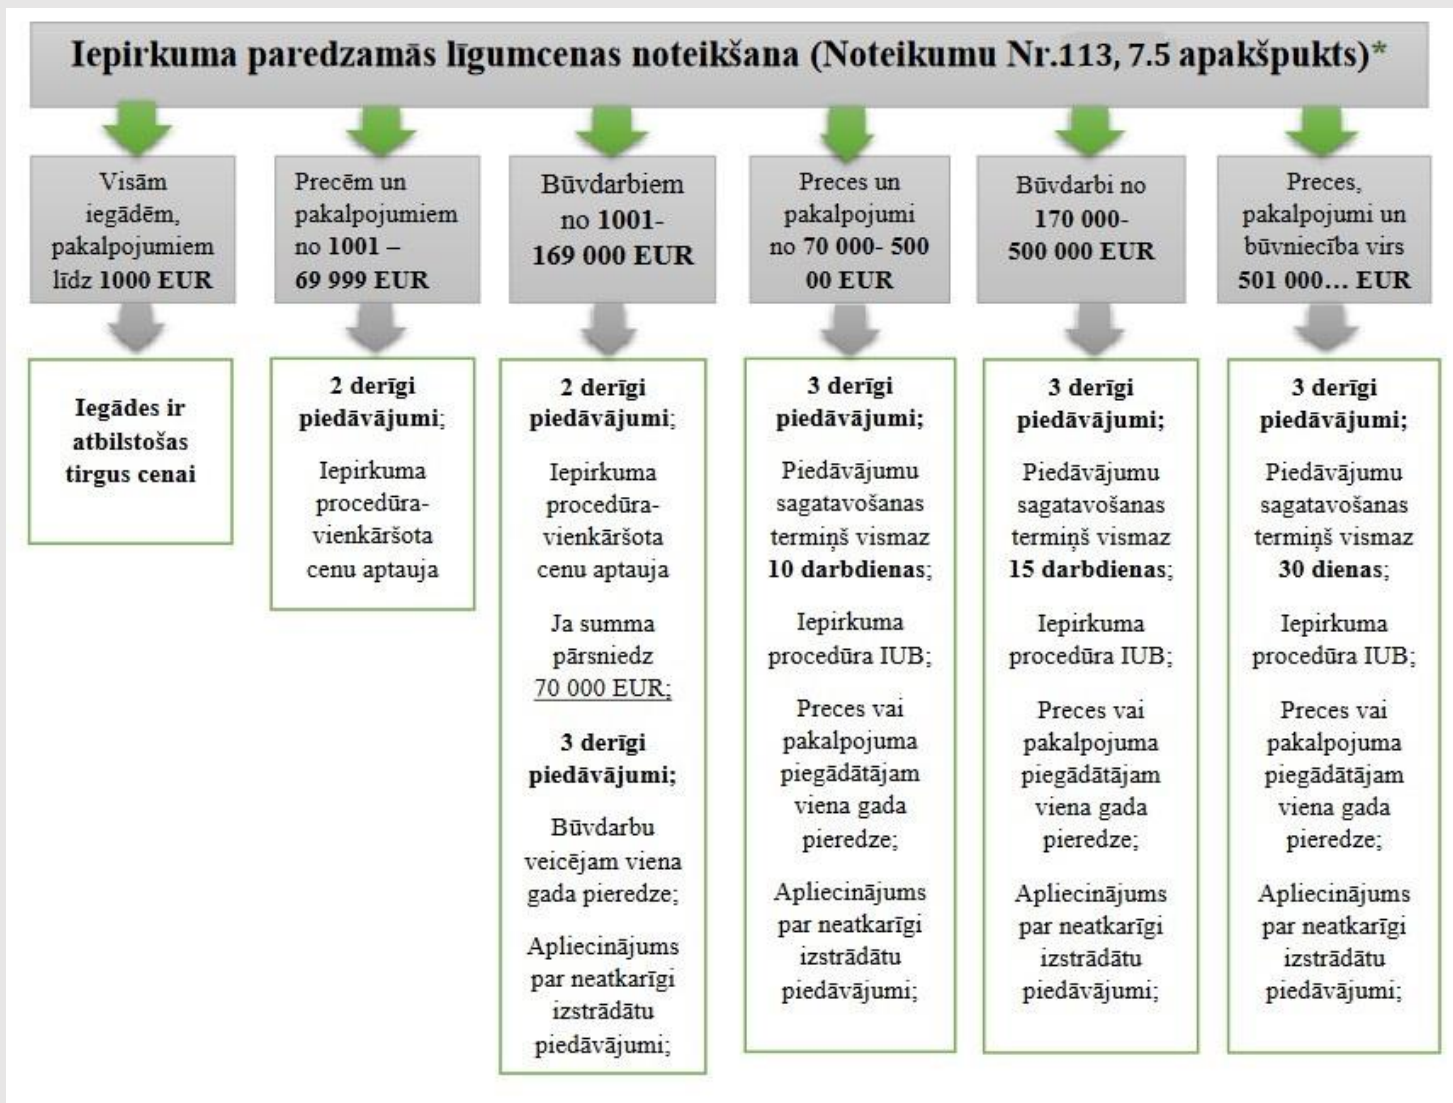 Iepirkuma paredzamās līgumcenas noteikšana (Noteikumu Nr.113, 7.5 apakšpukts)*
Visām
iegādēm,
pakalpojumiem
līdz 1000 EUR
Iegādes ir
atbilstošas
tirgus cenai
Precēm un
pakalpojumiem
no 1001 –
69 999 EUR
2 derīgi
piedāvājumi;
Iepirkuma
procedūra-
vienkāršota
cenu aptauja
Būvdarbiem
no 1001-
169 000 EUR
2 derīgi
piedāvājumi;
Iepirkuma
procedūra-
vienkāršota
cenu aptauja
Ja summa
pārsniedz
70 000 EUR;
3 derīgi
piedāvājumi;
Būvdarbu
veicējam viena
gada pieredze;
Apliecinājums
par neatkarīgi
izstrādātu
piedāvājumi;
Preces un
pakalpojumi
no 70 000- 500
00 EUR
3 derīgi
piedāvājumi;
Piedāvājumu
sagatavošanas
termiņš vismaz
10 darbdienas;
Iepirkuma
procedūra IUB;
Preces vai
pakalpojuma
piegādātājam
viena gada
pieredze;
Apliecinājums
par neatkarīgi
izstrādātu
piedāvājumi;
Būvdarbi no
170 000-
500 000 EUR
3 derīgi
piedāvājumi;
Piedāvājumu
sagatavošanas
termiņš vismaz
15 darbdienas;
Iepirkuma
procedūra IUB;
Preces vai
pakalpojuma
piegādātājam
viena gada
pieredze;
Apliecinājums
par neatkarīgi
izstrādātu
piedāvājumi;
Preces,
pakalpojumi un
būvniecība virs
501 000... EUR
3 derīgi
piedāvājumi;
Piedāvājumu
sagatavošanas
termiņš vismaz
30 dienas;
Iepirkuma
procedūra IUB;
Preces vai
pakalpojuma
piegādātājam
viena gada
pieredze;
Apliecinājums
par neatkarīgi
izstrādātu
piedāvājumi;